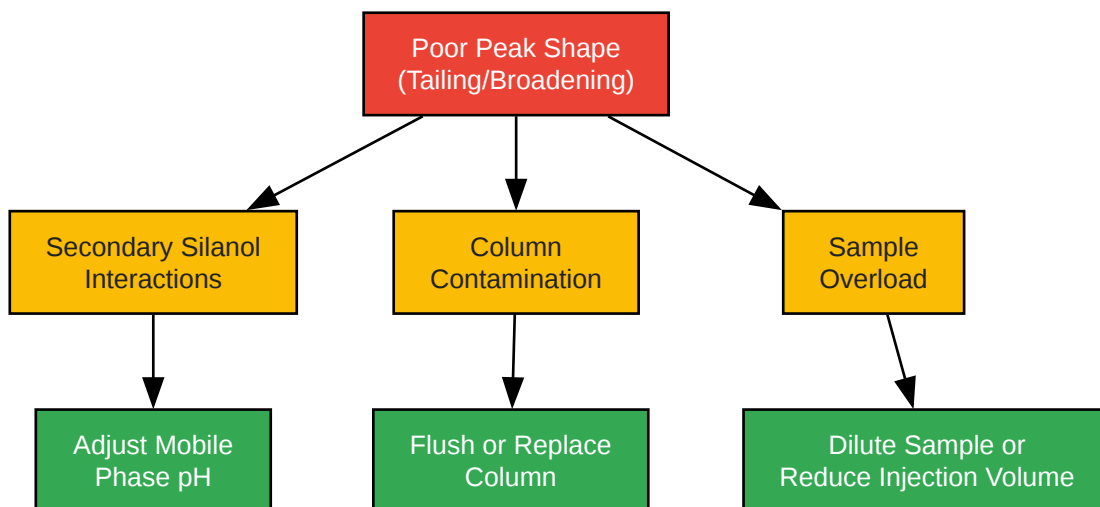 Poor Peak Shape
(Tailing/Broadening)
Secondary Silanol
Interactions
Column
Contamination
Sample
Overload
Adjust Mobile
Phase pH
Flush or Replace
Column
Dilute Sample or
Reduce Injection Volume